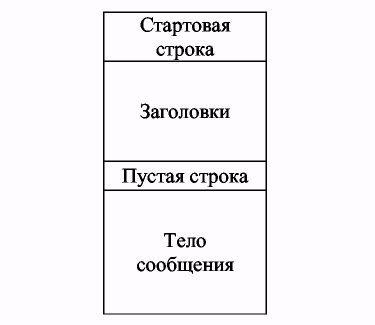 Стартовая
строка
Заголовки
Пустая строка
Тело
сообщения